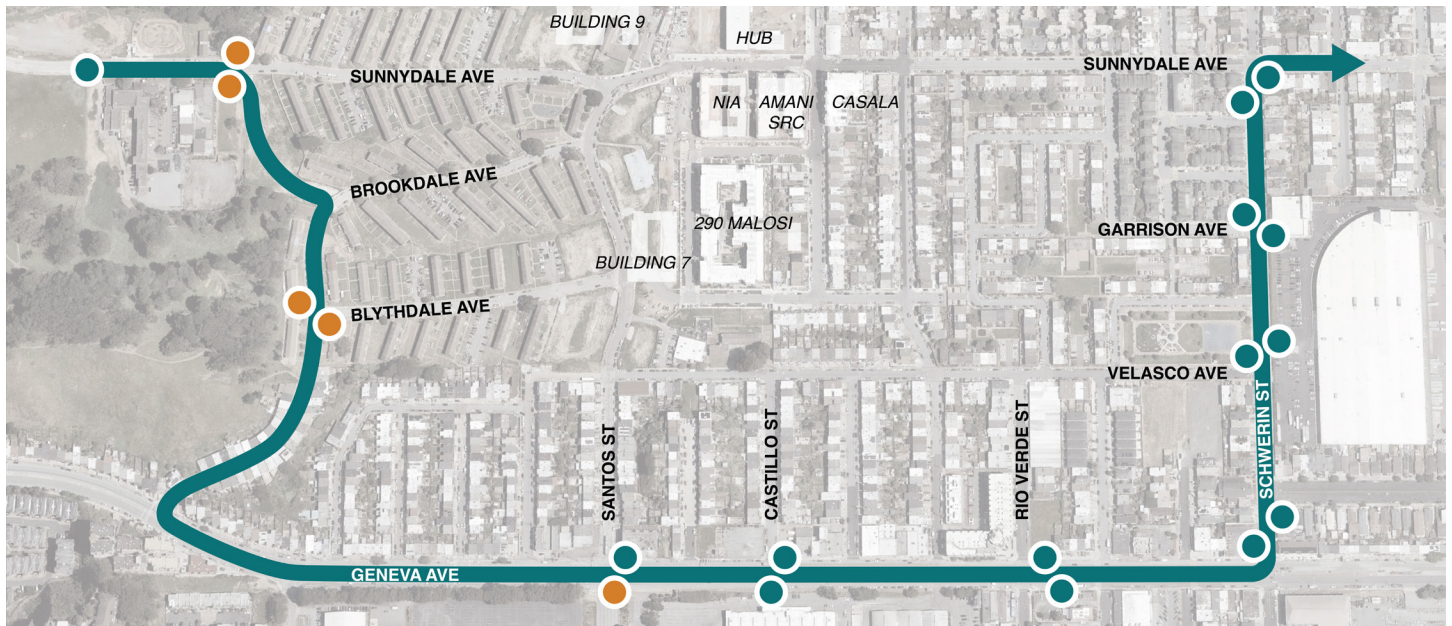 BUILDING 9
HUB
SUNNYDALE AVE
SUNNYDALE AVE
NIA
AMANI
SRC
CASALA
BROOKDALE AVE
290 MALOSI
GARRISON AVE
BUILDING 7
BLYTHDALE AVE
VELASCO AVE
SANTOS ST
CASTILLO ST
RIO VERDE ST
SCHWERIN ST
GENEVA AVE